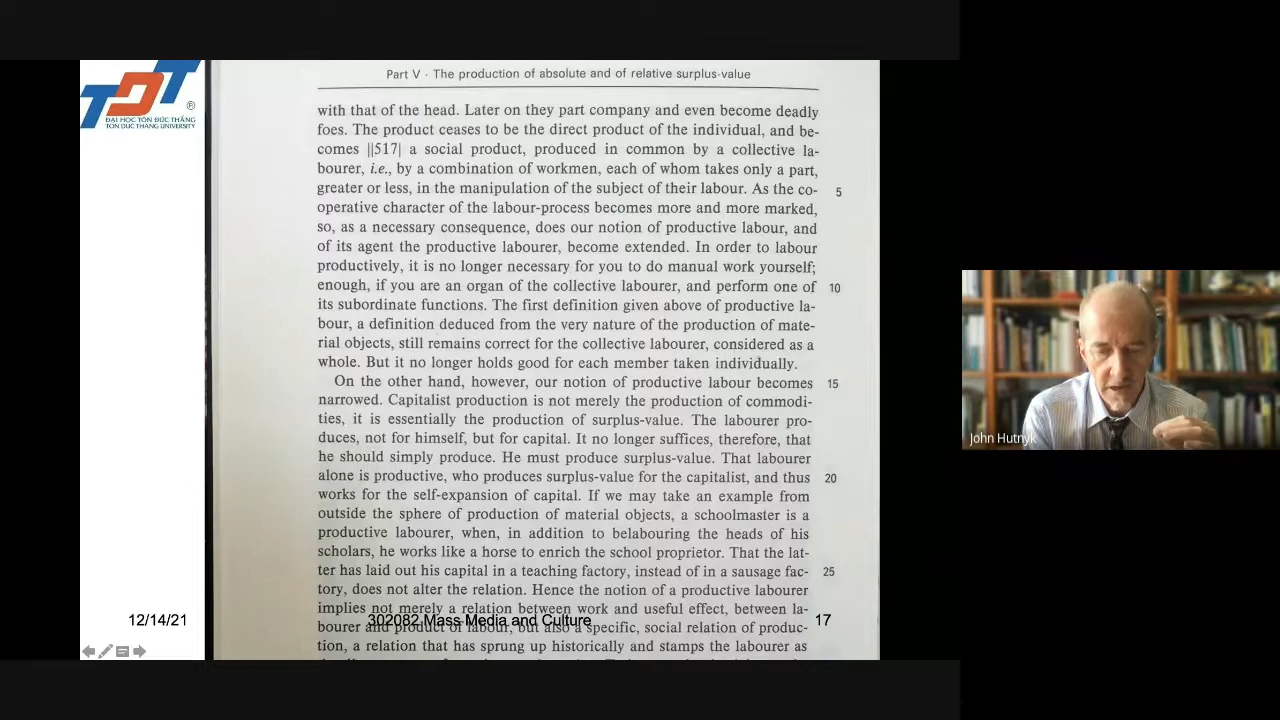 TDT
®
ĐẠI HỌC TÔN ĐỨC THẮNG
TON DUC THANG UNIVERSITY
Part V · The production of absolute and of relative surplus-value
with that of the head. Later on they part company and even become deadly
foes. The product ceases to be the direct product of the individual, and be-
comes ||517| a social product, produced in common by a collective la-
bourer, i.e., by a combination of workmen, each of whom takes only a part,
greater or less, in the manipulation of the subject of their labour. As the co- 5
operative character of the labour-process becomes more and more marked,
so, as a necessary consequence, does our notion of productive labour, and
of its agent the productive labourer, become extended. In order to labour
productively, it is no longer necessary for you to do manual work yourself;
enough, if you are an organ of the collective labourer, and perform one of 10
its subordinate functions. The first definition given above of productive la-
bour, a definition deduced from the very nature of the production of mate-
rial objects, still remains correct for the collective labourer, considered as a
whole. But it no longer holds good for each member taken individually.
On the other hand, however, our notion of productive labour becomes 15
narrowed. Capitalist production is not merely the production of commodi-
ties, it is essentially the production of surplus-value. The labourer pro-
duces, not for himself, but for capital. It no longer suffices, therefore, that
he should simply produce. He must produce surplus-value. That labourer
alone is productive, who produces surplus-value for the capitalist, and thus 20
works for the self-expansion of capital. If we may take an example from
outside the sphere of production of material objects, a schoolmaster is a
productive labourer, when, in addition to belabouring the heads of his
scholars, he works like a horse to enrich the school proprietor. That the lat-
ter has laid out his capital in a teaching factory, instead of in a sausage fac- 25
tory, does not alter the relation. Hence the notion of a productive labourer
implies not merely a relation between work and useful effect, between la-
bourer and product of labour, but also a specific, social relation of produc-
tion, a relation that has sprung up historically and stamps the labourer as
12/14/21
302082 Mass Media and Culture
17
John Hutnyk